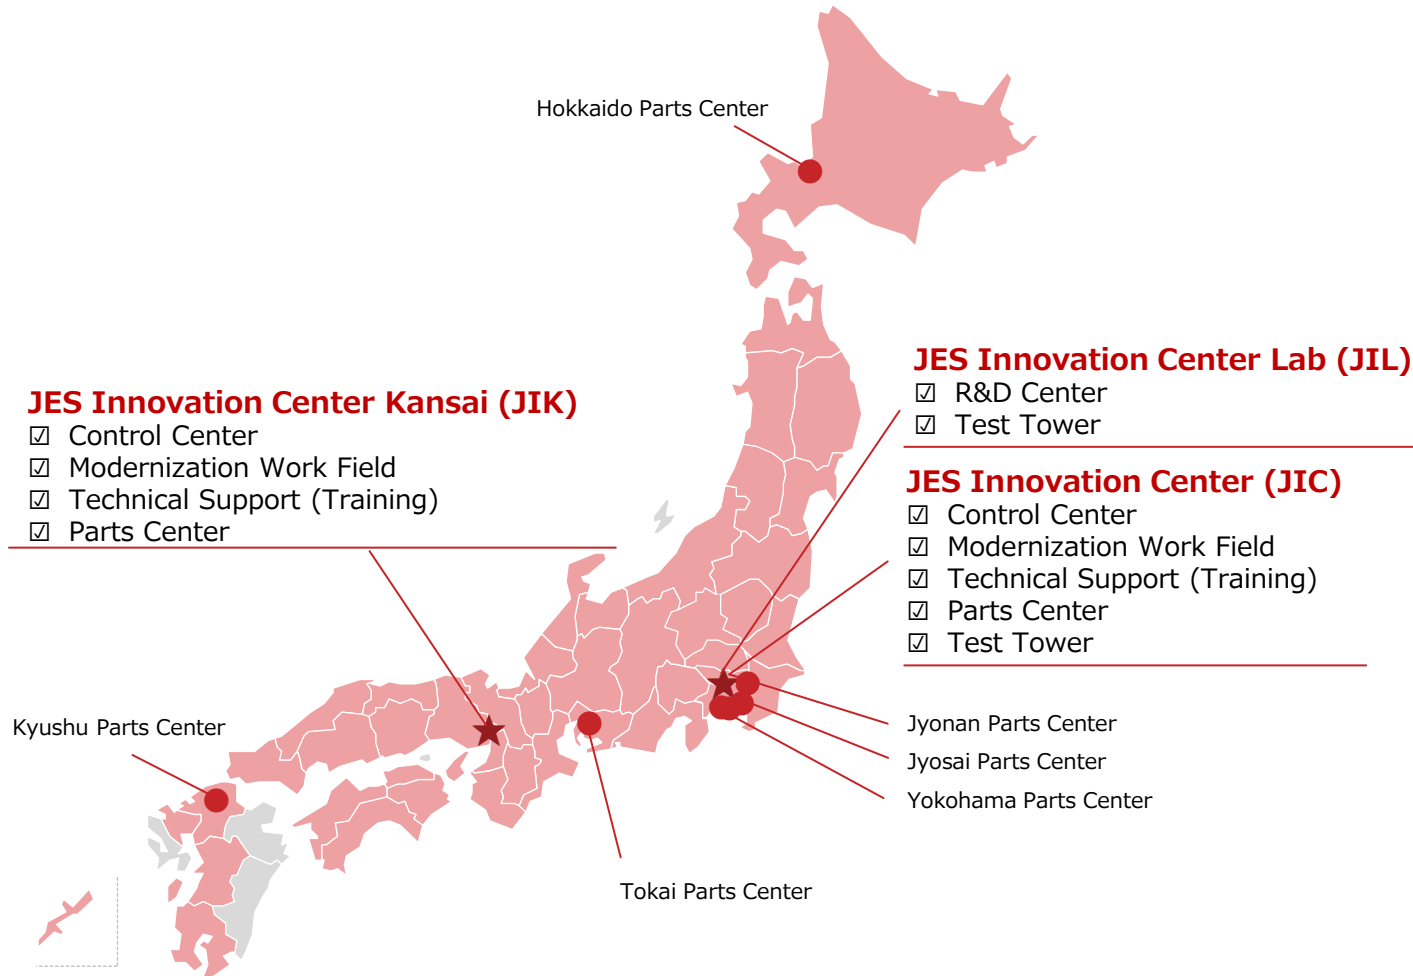 Hokkaido Parts Center
JES Innovation Center Lab (JIL)
☑ R&D Center
☑ Test Tower
JES Innovation Center Kansai (JIK)
☑ Control Center
☑ Modernization Work Field
☑ Technical Support (Training)
☑ Parts Center
JES Innovation Center (JIC)
☑ Control Center
☑ Modernization Work Field
☑ Technical Support (Training)
☑ Parts Center
☑ Test Tower
Kyushu Parts Center
Jyonan Parts Center
Jyosai Parts Center
Yokohama Parts Center
Tokai Parts Center